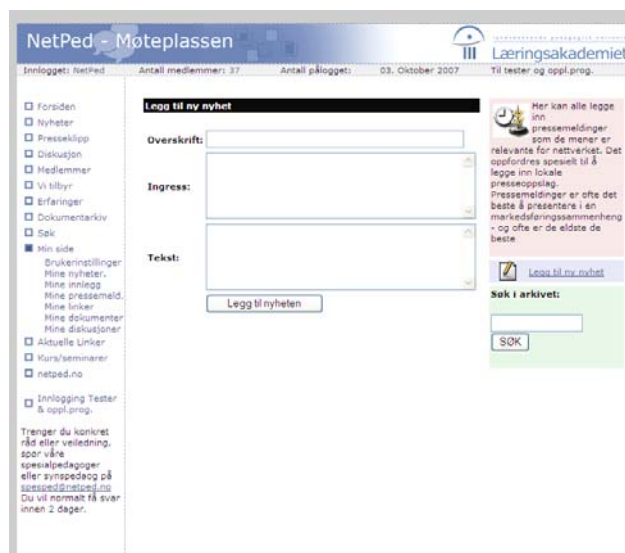 NetPed - Møteplassen
Læringsakademiet
Innlogget: NetPed
Antall medlemmer: 37
Antall pålogget:
03. Oktober 2007
Til tester og oppl.prog.
Forsiden
Nyheter
Presseklipp
Diskusjon
Medlemmer
Vi tilbyr
Erfaringer
Dokumentarkiv
Søk
Min side
Brukerinstillinger
Mine nyheter.
Mine innlegg
Mine pressemeld.
Mine linker
Mine dokumenter
Mine diskusjoner
Aktuelle Linker
Kurs/seminarer
netped.no
Innlogging Tester
& oppl.prog.
Trenger du konkret
råd eller veiledning,
spør våre
spesialpedagoger
eller synspedaog på
spesped@netped.no
Du vil normalt få svar
innen 2 dager.
Legg til ny nyhet
Overskrift:
Ingress:
Tekst:
Legg til nyheten
Her kan alle legge
inn
pressemeldinger
som de mener er
relevante for nettverket. Det
oppfordres spesielt til å
legge inn lokale
presseoppslag.
Pressemeldinger er ofte det
beste å presentere i en
markedsføringssammenheng
- og ofte er de eldste de
beste
Legg til ny nyhet
Søk i arkivet:
SØK